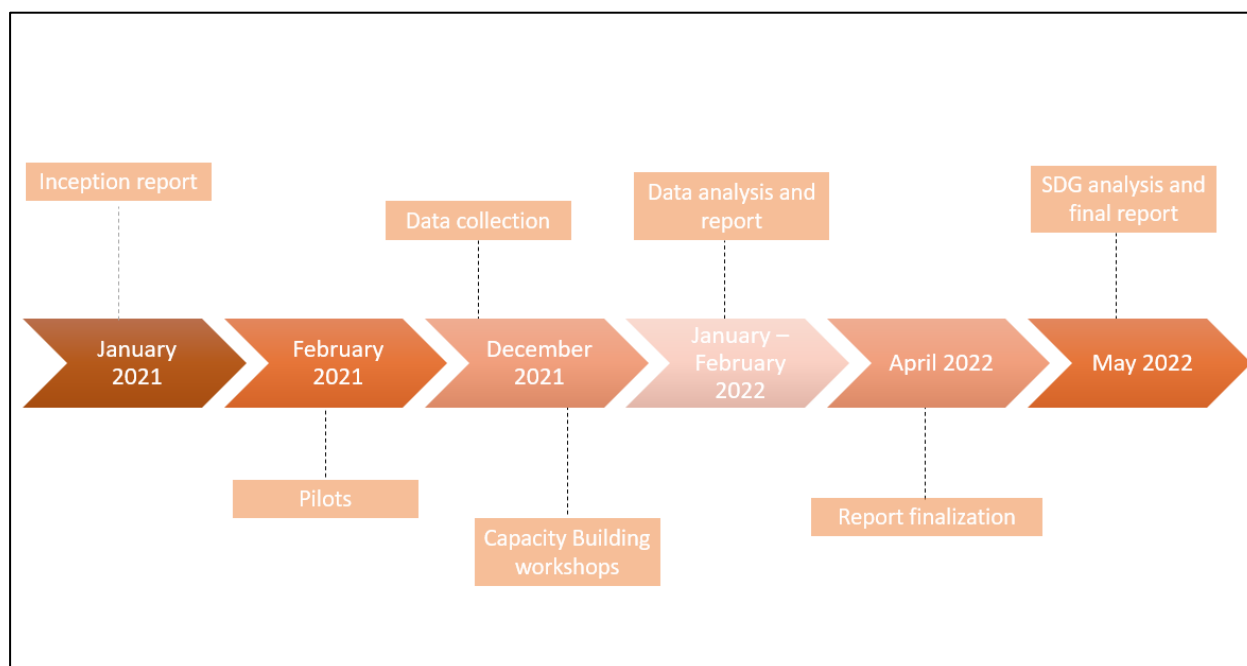 Inception report
Data collection
Data analysis and
report
SDG analysis and
final report
January
2021
February
2021
December
2021
January –
February
2022
April 2022
May 2022
Pilots
Capacity Building
workshops
Report finalization